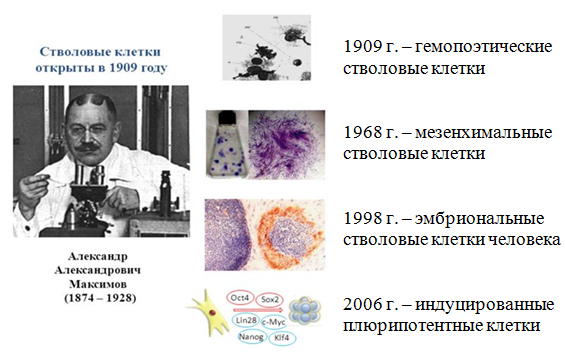 Стволовые клетки
открыты в 1909 году
Александр
Александрович
Максимов
(1874 – 1928)
1909 г. – гемопоэтические
стволовые клетки
1968 г. – мезенхимальные
стволовые клетки
1998 г. – эмбриональные
стволовые клетки человека
Oct4 Sox2
Lin28 c-Myc
Nanog Klf4
2006 г. – индуцированные
плюрипотентные клетки